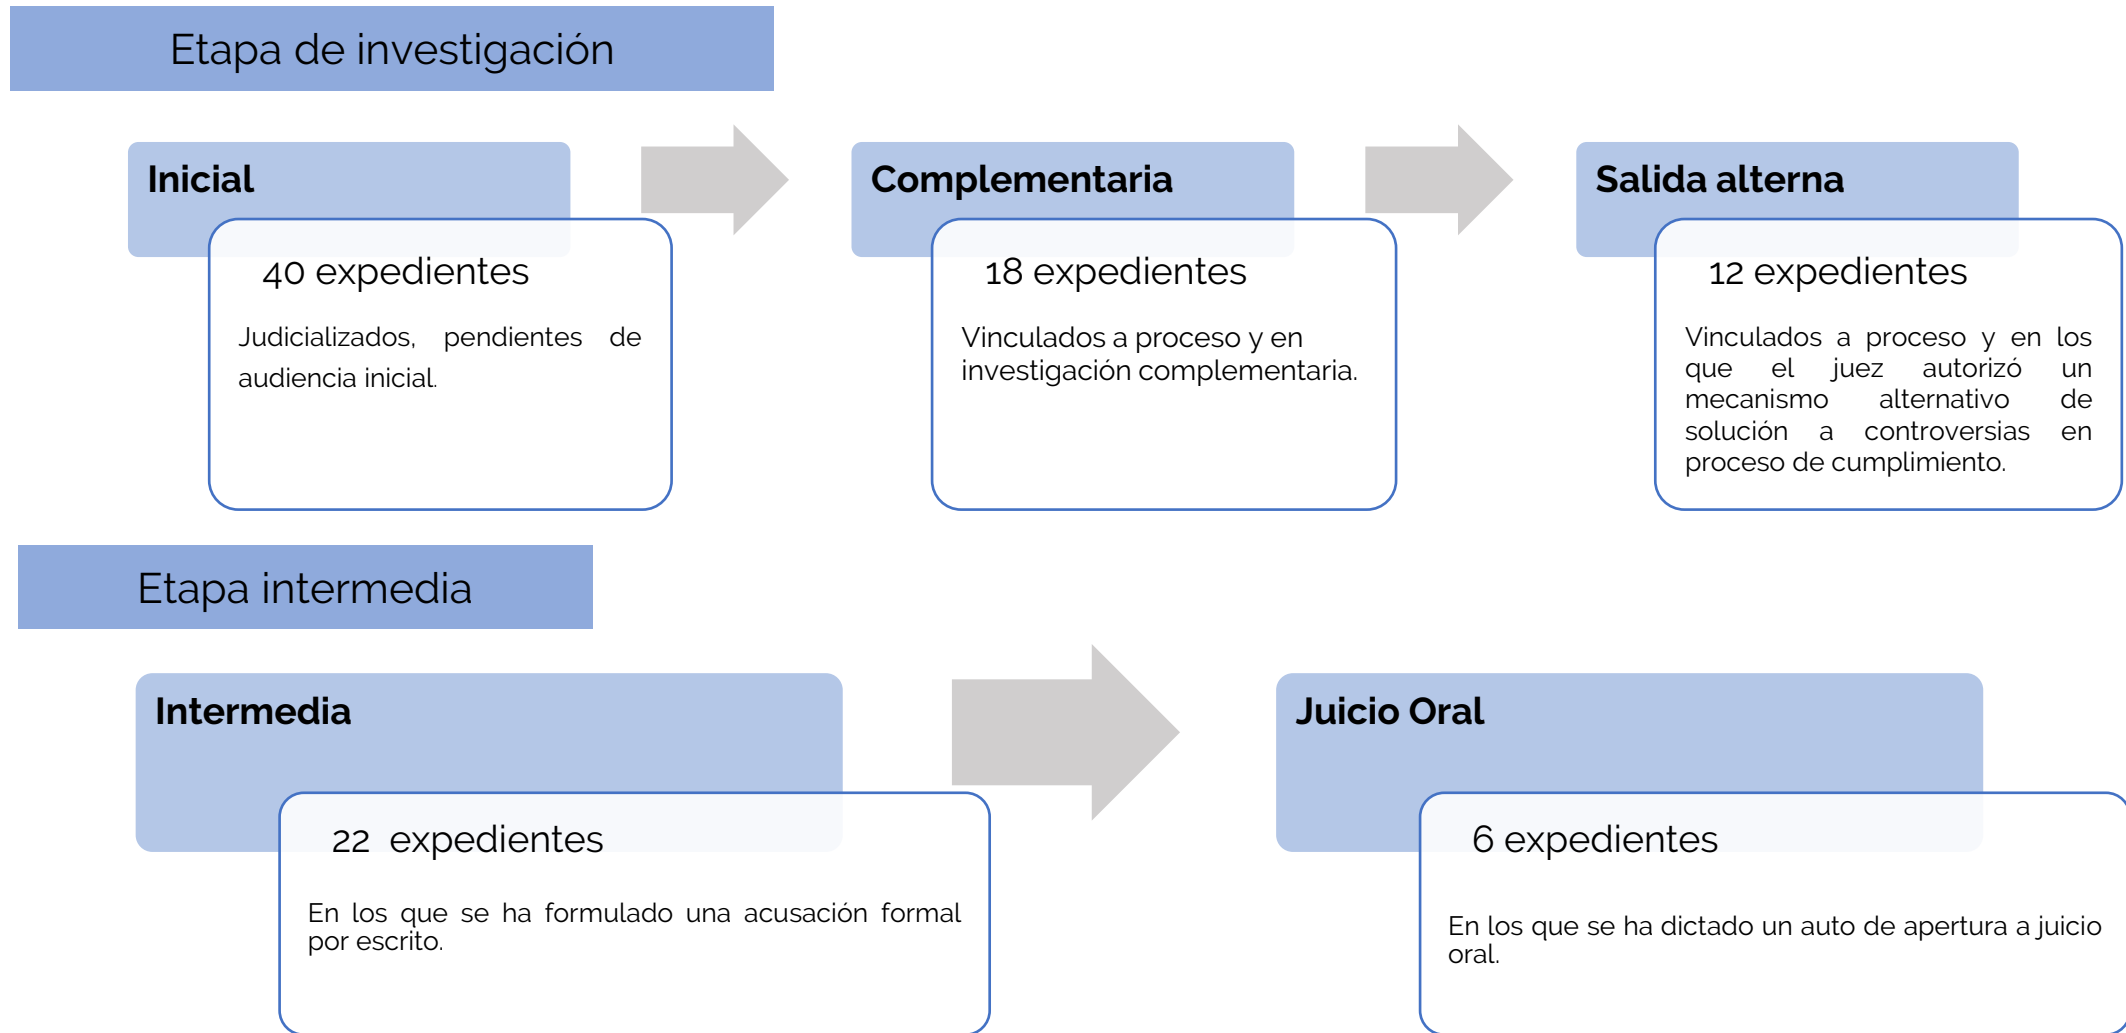 Etapa de investigación
Inicial
40 expedientes
Judicializados, pendientes de
audiencia inicial.
Complementaria
18 expedientes
Vinculados a proceso y en
investigación complementaria.
Salida alterna
12 expedientes
Vinculados a proceso y en los
que el juez autorizó un
mecanismo alternativo de
solución a controversias en
proceso de cumplimiento.
Etapa intermedia
Intermedia
22 expedientes
En los que se ha formulado una acusación formal
por escrito.
Juicio Oral
6 expedientes
En los que se ha dictado un auto de apertura a juicio
oral.